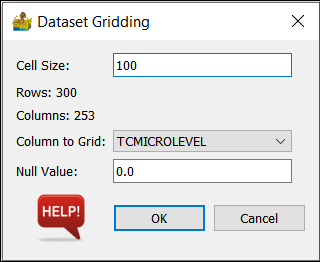 Dataset Gridding
Cell Size: 100
Rows: 300
Columns: 253
Column to Grid: TCMICROLEVEL
Null Value: 0.0
HELP! OK Cancel